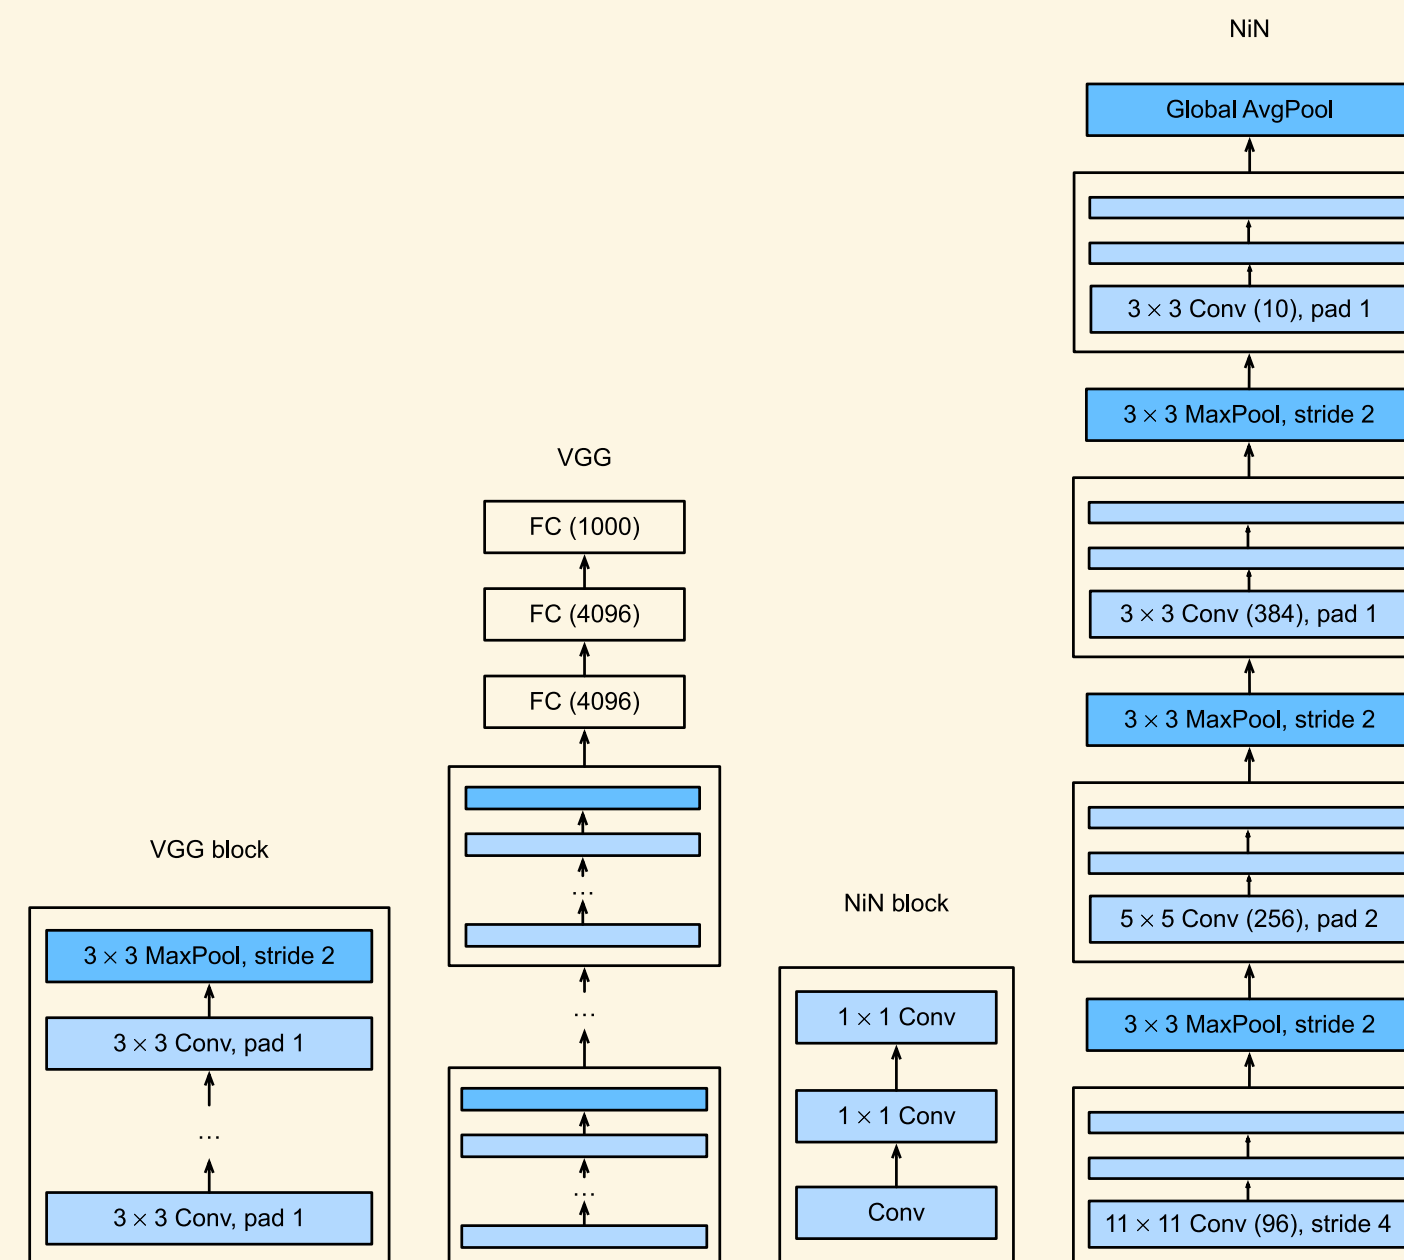 VGG block
3 × 3 MaxPool, stride 2
3 × 3 Conv, pad 1
...
3 × 3 Conv, pad 1
VGG
FC (1000)
FC (4096)
FC (4096)
...
...
...
NiN block
1 × 1 Conv
1 × 1 Conv
Conv
NiN
Global AvgPool
3 × 3 Conv (10), pad 1
3 × 3 MaxPool, stride 2
3 × 3 Conv (384), pad 1
3 × 3 MaxPool, stride 2
5 × 5 Conv (256), pad 2
3 × 3 MaxPool, stride 2
11 × 11 Conv (96), stride 4